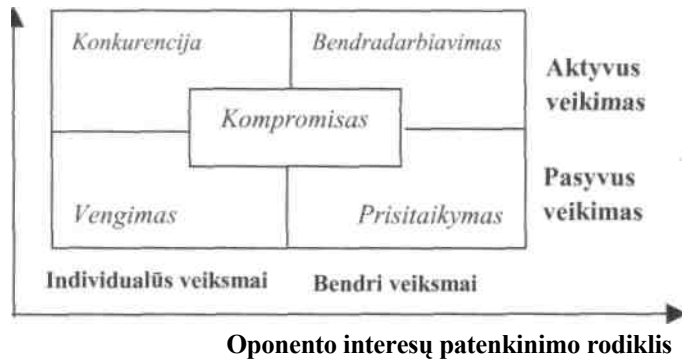 Konkurencija
Bendradarbiavimas
Aktyvus
veikimas
Kompromisas
Pasyvus
veikimas
Vengimas
Prisitaikymas
Individualūs veiksmai
Bendri veiksmai
Oponento interesų patenkinimo rodiklis